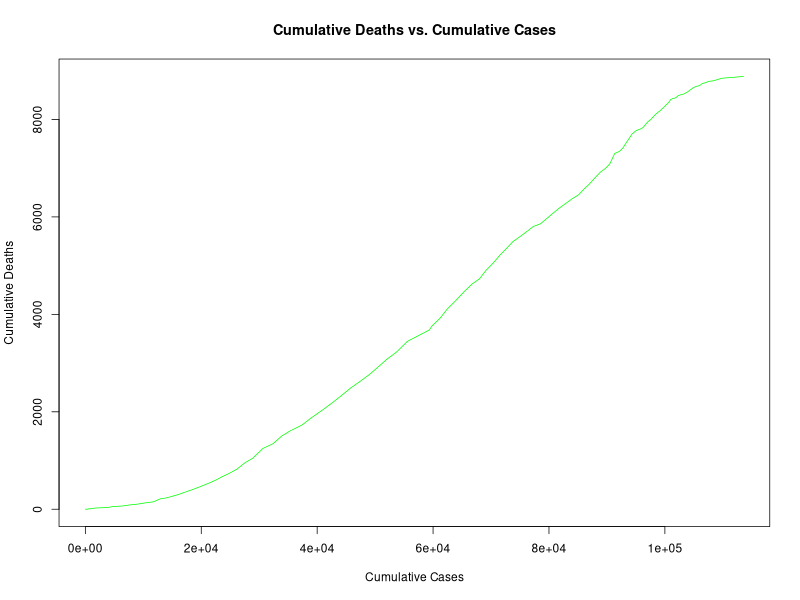 Cumulative Deaths vs. Cumulative Cases
Cumulative Deaths
8000
6000
4000
2000
0
0e+00 2e+04 4e+04 6e+04 8e+04 1e+05
Cumulative Cases